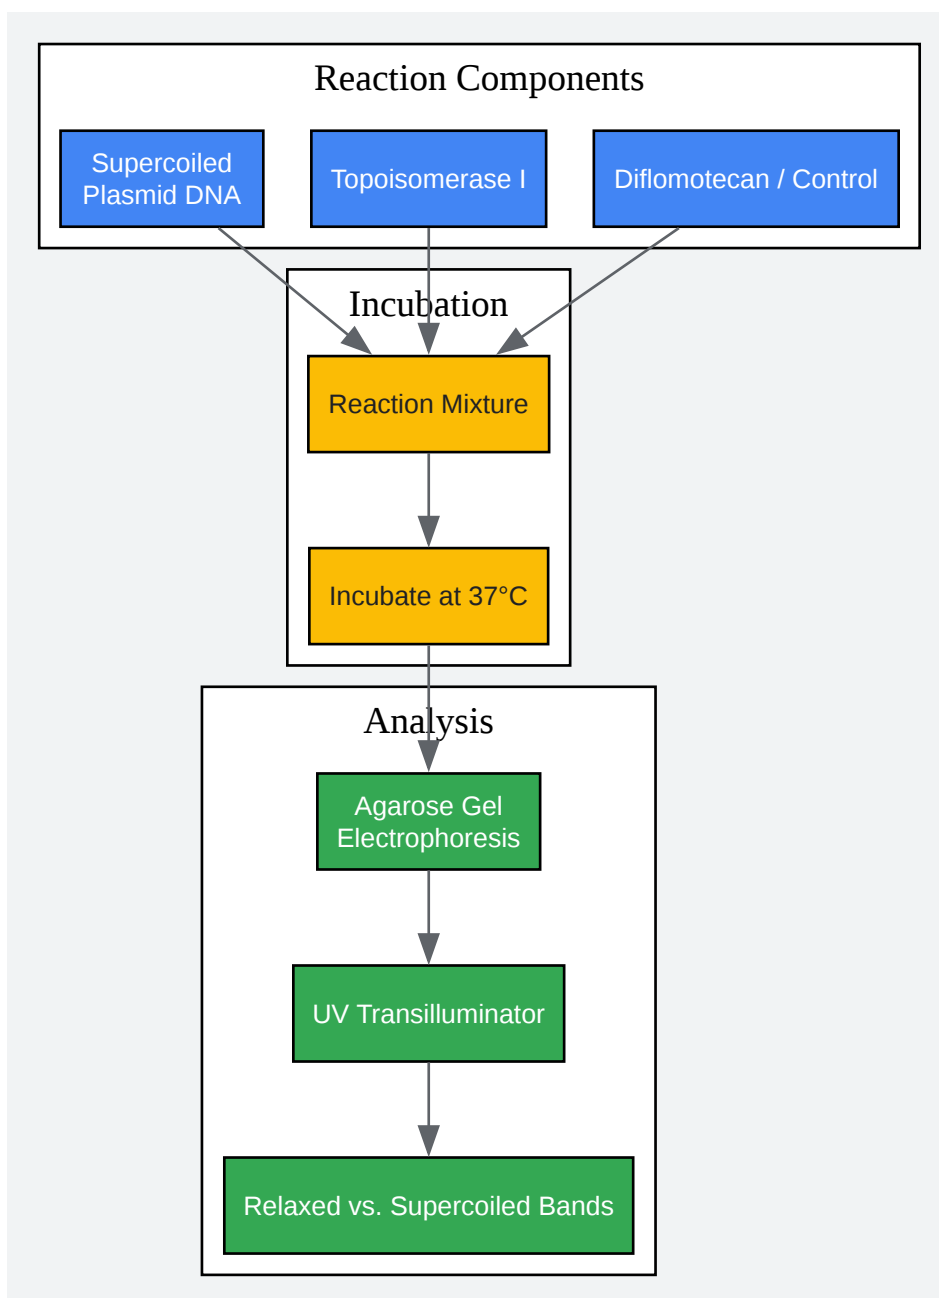 Reaction Components
Supercoiled
Plasmid DNA
Topoisomerase I
Diflomotecan / Control
Incubation
Reaction Mixture
Incubate at 37°C
Analysis
Agarose Gel
Electrophoresis
UV Transilluminator
Relaxed vs. Supercoiled Bands